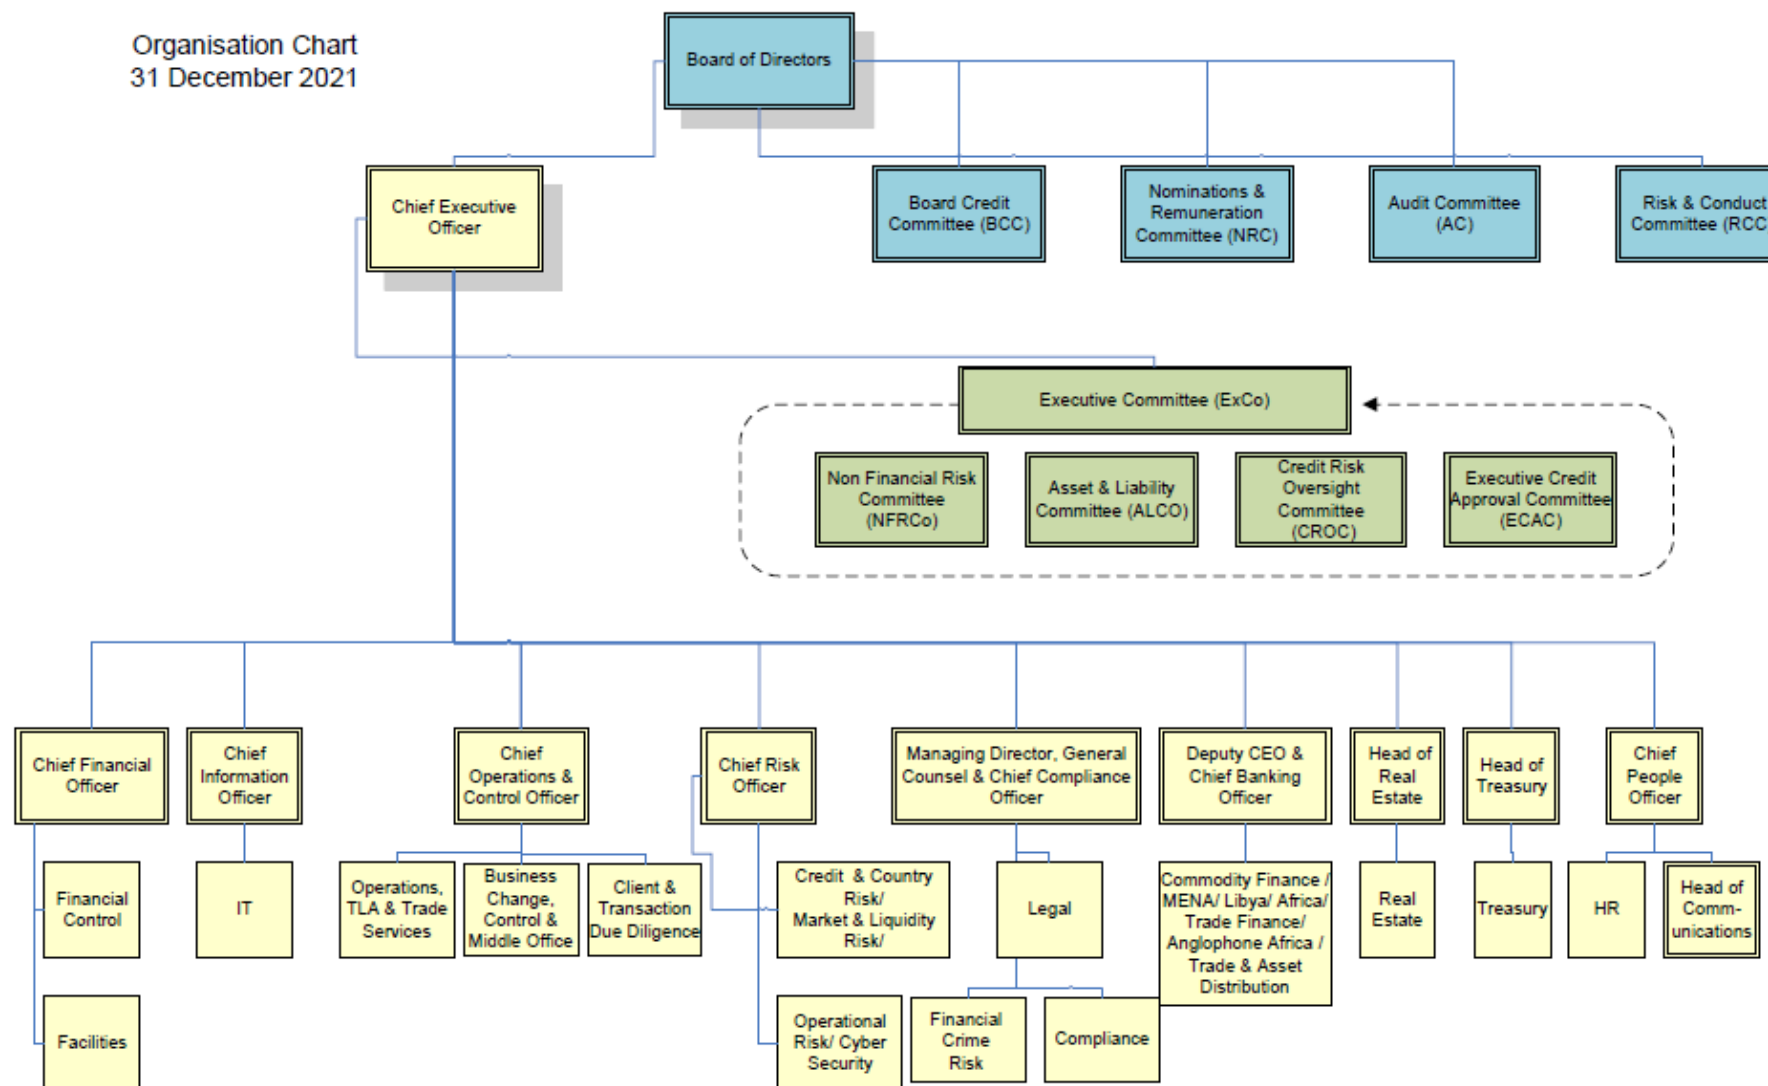 Organisation Chart
31 December 2021
Board of Directors
Chief Executive
Officer
Board Credit
Committee (BCC)
Nominations &
Remuneration
Committee (NRC)
Audit Committee
(AC)
Risk & Conduct
Committee (RCC
Executive Committee (ExCo)
Non Financial Risk
Committee
(NFRCo)
Asset & Liability
Committee (ALCO)
Credit Risk
Oversight
Committee
(CROC)
Executive Credit
Approval Committee
(ECAC)
Chief Financial
Officer
Chief
Information
Officer
Chief
Operations &
Control Officer
Chief Risk
Officer
Managing Director, General
Counsel & Chief Compliance
Officer
Deputy CEO &
Chief Banking
Officer
Head of
Real
Estate
Head of
Treasury
Chief
People
Officer
Financial
Control
IT
Operations,
TLA & Trade
Services
Business
Change,
Control &
Middle Office
Client &
Transaction
Due Diligence
Credit & Country
Risk/
Market & Liquidity
Risk/
Legal
Commodity Finance /
MENA/ Libya/ Africa/
Trade Finance/
Anglophone Africa /
Trade & Asset
Distribution
Real
Estate
Treasury
HR
Head of
Comm-
unications
Facilities
Operational
Risk/ Cyber
Security
Financial
Crime
Risk
Compliance